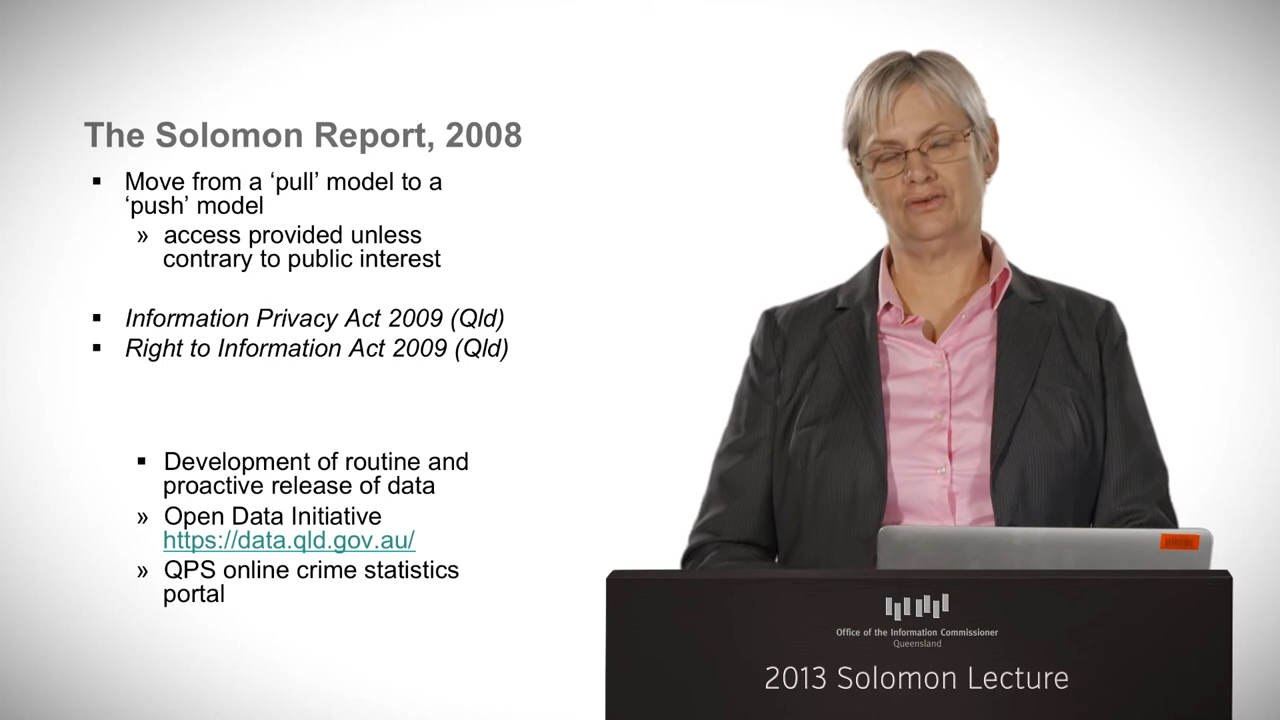 The Solomon Report, 2008
▪ Move from a ‘pull’ model to a
‘push’ model
» access provided unless
contrary to public interest
▪ Information Privacy Act 2009 (Qld)
▪ Right to Information Act 2009 (Qld)
▪ Development of routine and
proactive release of data
» Open Data Initiative
https://data.qld.gov.au/
» QPS online crime statistics
portal
Office of the Information Commissioner
Queensland
2013 Solomon Lecture